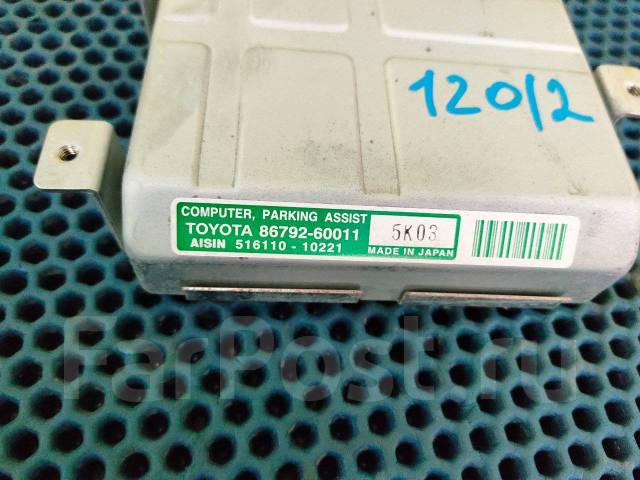 120/2
COMPUTER, PARKING ASSIST
TOYOTA 86792-60011
AISIN 516110-10221
5K03
MADE IN JAPAN
FarPost.ru